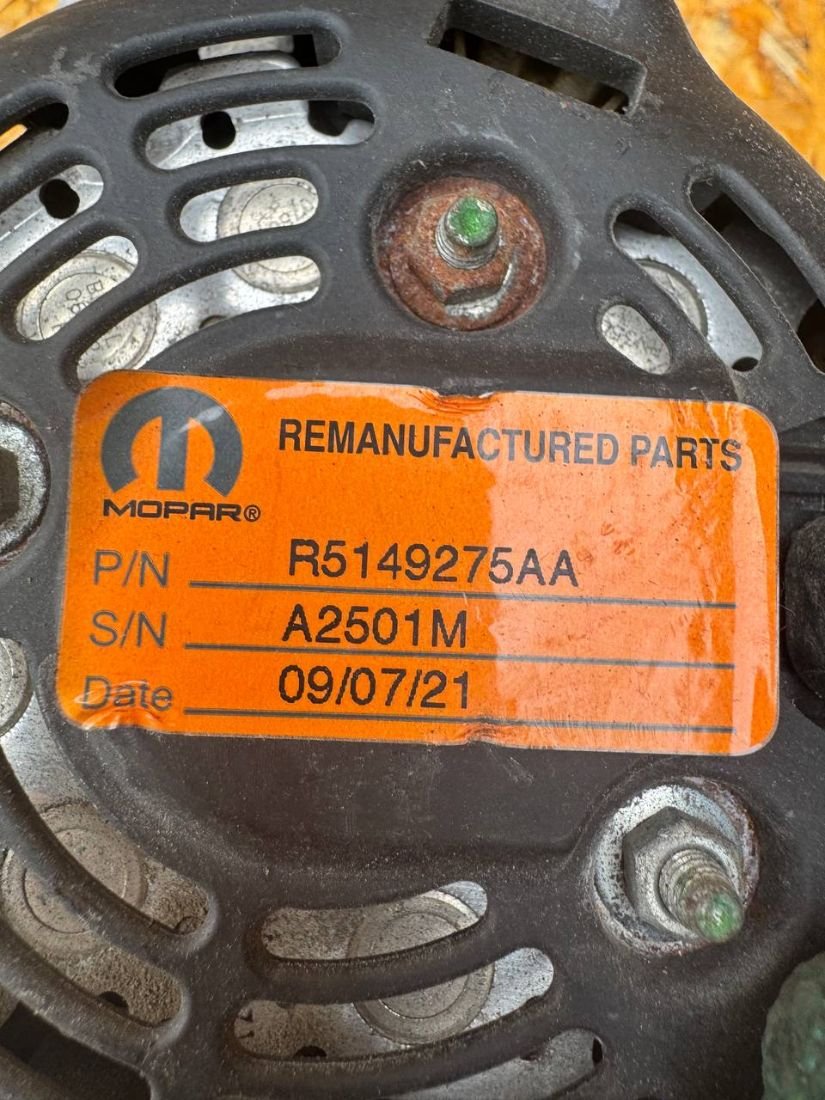 REMANUFACTURED PARTS
MOPAR®
P/N R5149275AA
S/N A2501M
Date 09/07/21